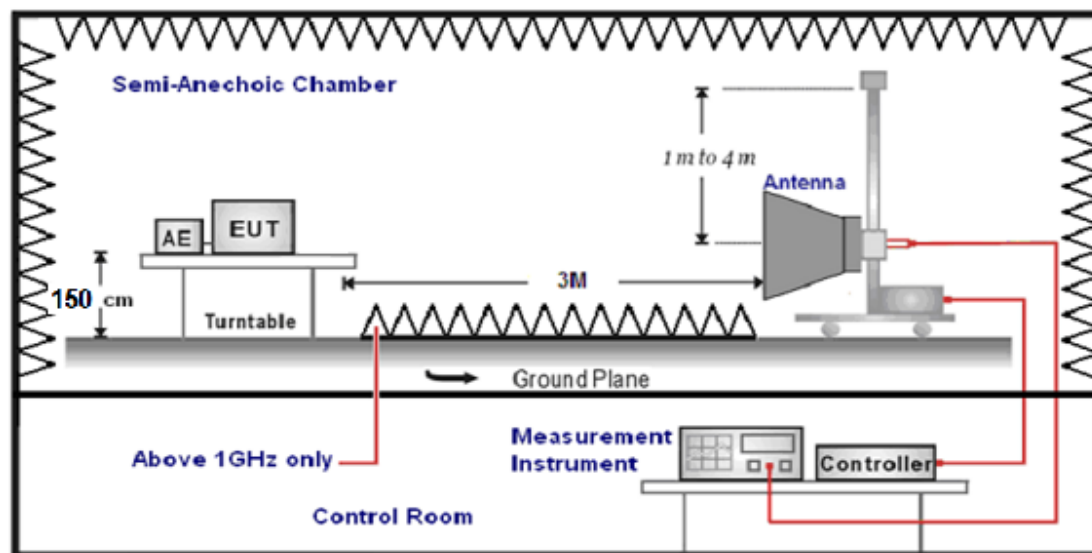 Semi-Anechoic Chamber
1 m to 4 m
Antenna
AE
EUT
150 cm
3M
Turntable
Ground Plane
Above 1GHz only
Measurement
Instrument
Controller
Control Room